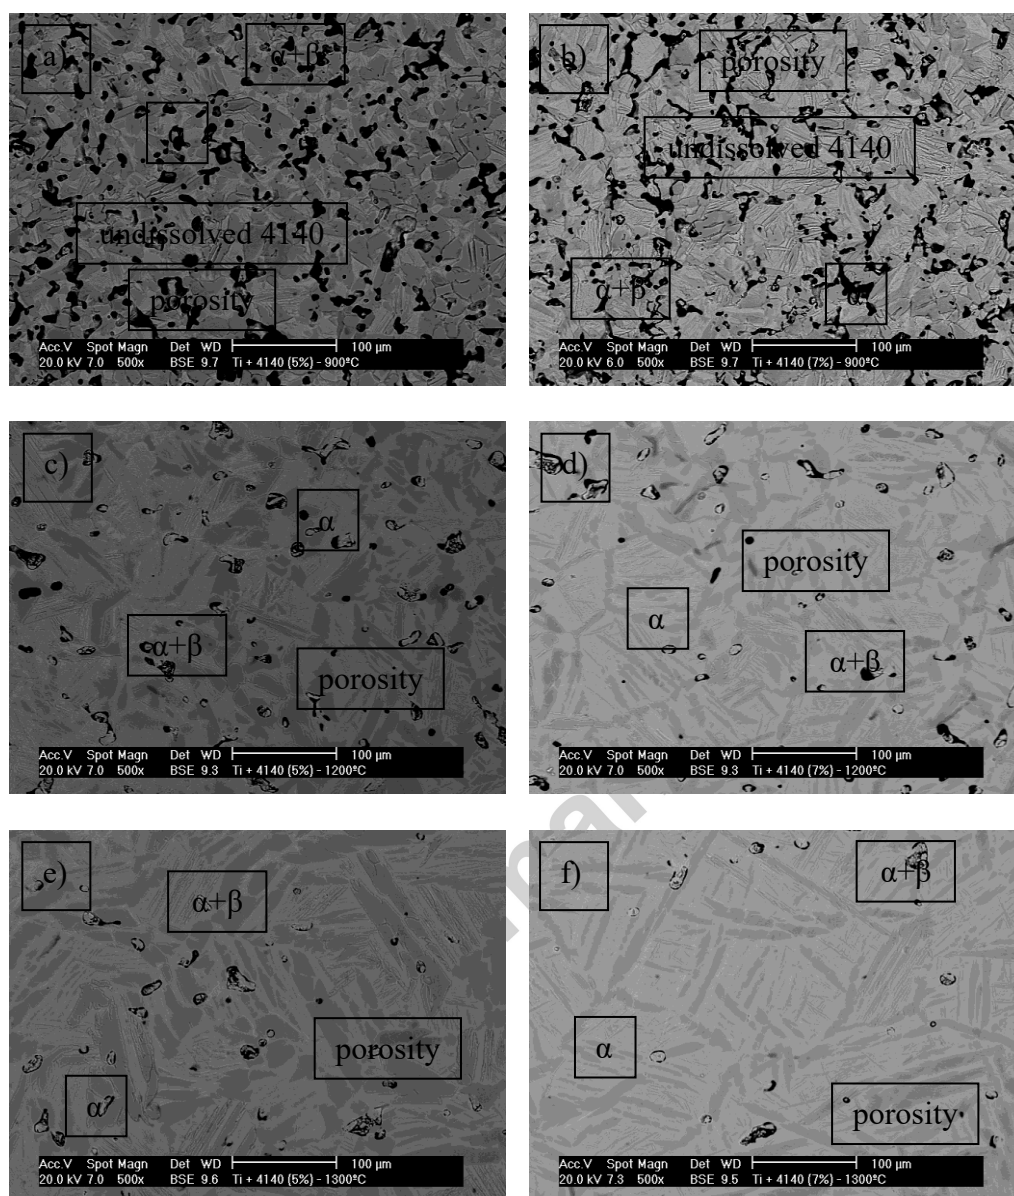 a)
α+β
α
undissolved 4140
porosity
Acc.V Spot Magn Det WD 100 µm
20.0 kV 7.0 500x BSE 9.7 Ti + 4140 (5%) - 900ºC
b)
porosity
undissolved 4140
α+β
α
Acc.V Spot Magn Det WD 100 µm
20.0 kV 6.0 500x BSE 9.7 Ti + 4140 (7%) - 900ºC
c)
α
α+β
porosity
Acc.V Spot Magn Det WD 100 µm
20.0 kV 7.0 500x BSE 9.3 Ti + 4140 (5%) - 1200ºC
d)
porosity
α
α+β
Acc.V Spot Magn Det WD 100 µm
20.0 kV 7.0 500x BSE 9.3 Ti + 4140 (7%) - 1200ºC
e)
α+β
porosity
α
Acc.V Spot Magn Det WD 100 µm
20.0 kV 7.0 500x BSE 9.6 Ti + 4140 (5%) - 1300ºC
f)
α+β
α
porosity
Acc.V Spot Magn Det WD 100 µm
20.0 kV 7.3 500x BSE 9.5 Ti + 4140 (7%) - 1300ºC